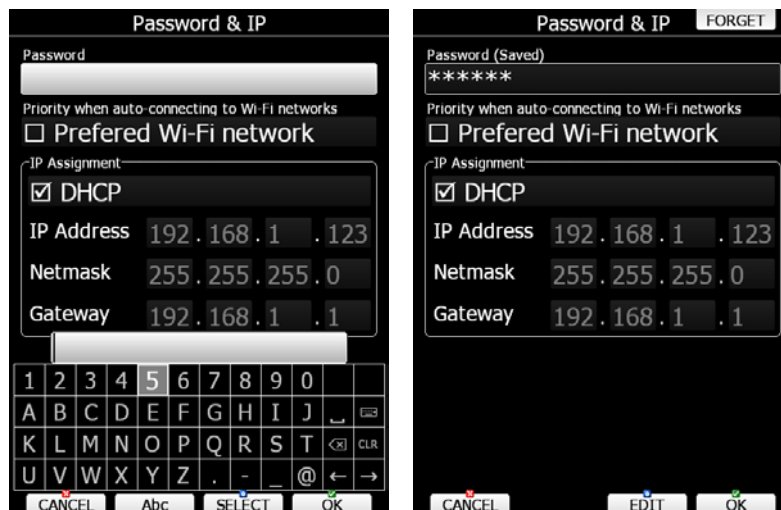 Password & IP
Password
Priority when auto-connecting to Wi-Fi networks
Prefered Wi-Fi network
IP Assignment
DHCP
IP Address 192 . 168 . 1 . 123
Netmask 255 . 255 . 255 . 0
Gateway 192 . 168 . 1 . 1
1 2 3 4 5 6 7 8 9 0
A B C D E F G H I J
K L M N O P Q R S T CLR
U V W X Y Z . - _ @ ← →
CANCEL Abc SELECT OK
Password & IP FORGET
Password (Saved)
******
Priority when auto-connecting to Wi-Fi networks
Prefered Wi-Fi network
IP Assignment
DHCP
IP Address 192 . 168 . 1 . 123
Netmask 255 . 255 . 255 . 0
Gateway 192 . 168 . 1 . 1
CANCEL EDIT OK